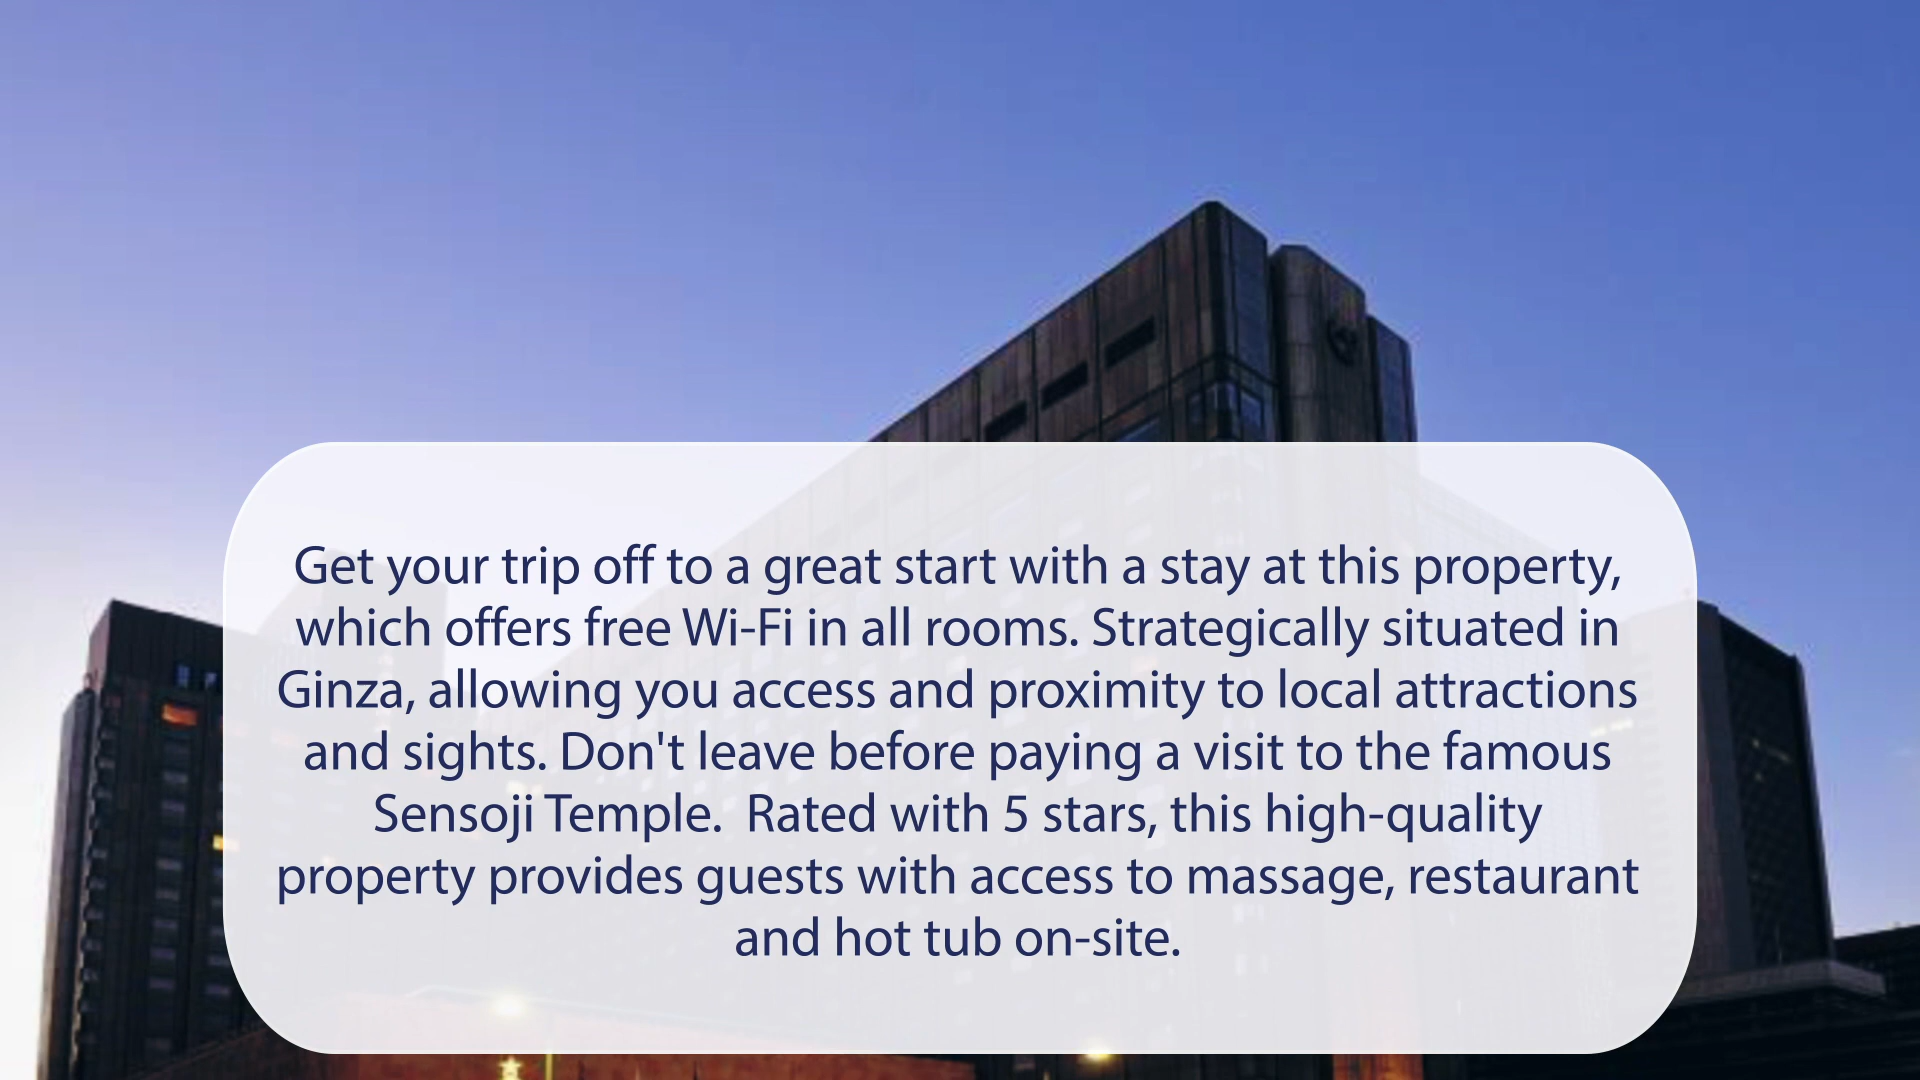 Get your trip off to a great start with a stay at this property,
which offers free Wi-Fi in all rooms. Strategically situated in
Ginza, allowing you access and proximity to local attractions
and sights. Don't leave before paying a visit to the famous
Sensoji Temple.  Rated with 5 stars, this high-quality
property provides guests with access to massage, restaurant
and hot tub on-site.